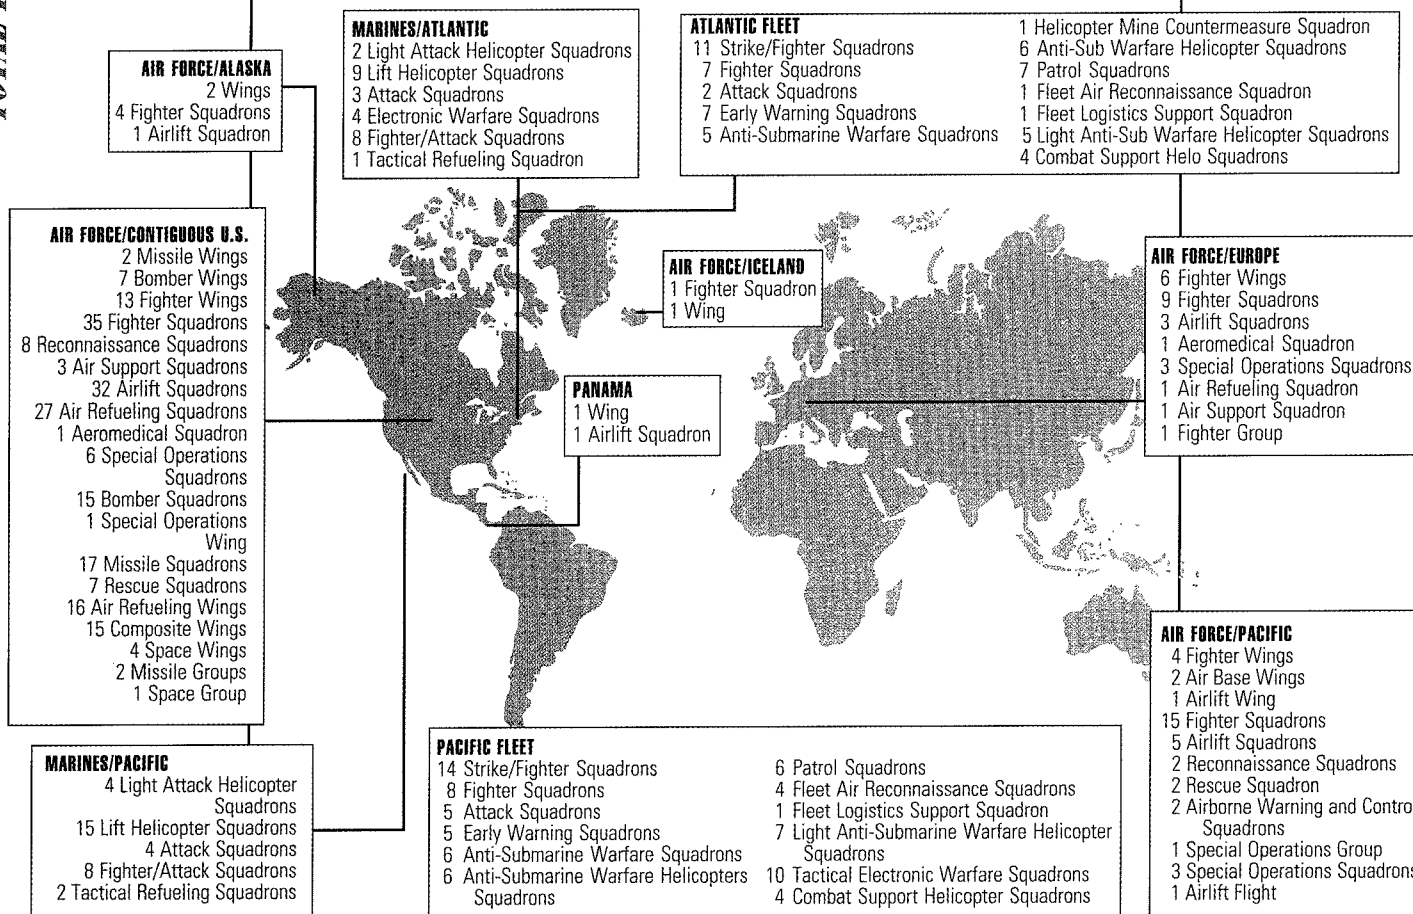 AIR FORCE/ALASKA
2 Wings
4 Fighter Squadrons
1 Airlift Squadron
MARINES/ATLANTIC
2 Light Attack Helicopter Squadrons
9 Lift Helicopter Squadrons
3 Attack Squadrons
4 Electronic Warfare Squadrons
8 Fighter/Attack Squadrons
1 Tactical Refueling Squadron
ATLANTIC FLEET
11 Strike/Fighter Squadrons
7 Fighter Squadrons
2 Attack Squadrons
7 Early Warning Squadrons
5 Anti-Submarine Warfare Squadrons
1 Helicopter Mine Countermeasure Squadron
6 Anti-Sub Warfare Helicopter Squadrons
7 Patrol Squadrons
1 Fleet Air Reconnaissance Squadron
1 Fleet Logistics Support Squadron
5 Light Anti-Sub Warfare Helicopter Squadrons
4 Combat Support Helo Squadrons
AIR FORCE/CONTIGUOUS U.S.
2 Missile Wings
7 Bomber Wings
13 Fighter Wings
35 Fighter Squadrons
8 Reconnaissance Squadrons
3 Air Support Squadrons
32 Airlift Squadrons
27 Air Refueling Squadrons
1 Aeromedical Squadron
6 Special Operations
Squadrons
15 Bomber Squadrons
1 Special Operations
Wing
17 Missile Squadrons
7 Rescue Squadrons
16 Air Refueling Wings
15 Composite Wings
4 Space Wings
2 Missile Groups
1 Space Group
AIR FORCE/ICELAND
1 Fighter Squadron
1 Wing
PANAMA
1 Wing
1 Airlift Squadron
AIR FORCE/EUROPE
6 Fighter Wings
9 Fighter Squadrons
3 Airlift Squadrons
1 Aeromedical Squadron
3 Special Operations Squadrons
1 Air Refueling Squadron
1 Air Support Squadron
1 Fighter Group
MARINES/PACIFIC
4 Light Attack Helicopter
Squadrons
15 Lift Helicopter Squadrons
4 Attack Squadrons
8 Fighter/Attack Squadrons
2 Tactical Refueling Squadrons
PACIFIC FLEET
14 Strike/Fighter Squadrons
8 Fighter Squadrons
5 Attack Squadrons
5 Early Warning Squadrons
6 Anti-Submarine Warfare Squadrons
6 Anti-Submarine Warfare Helicopters
Squadrons
6 Patrol Squadrons
4 Fleet Air Reconnaissance Squadrons
1 Fleet Logistics Support Squadron
7 Light Anti-Submarine Warfare Helicopter
Squadrons
10 Tactical Electronic Warfare Squadrons
4 Combat Support Helicopter Squadrons
AIR FORCE/PACIFIC
4 Fighter Wings
2 Air Base Wings
1 Airlift Wing
15 Fighter Squadrons
5 Airlift Squadrons
2 Reconnaissance Squadrons
2 Rescue Squadron
2 Airborne Warning and Contro
Squadrons
1 Special Operations Group
3 Special Operations Squadrons
1 Airlift Flight